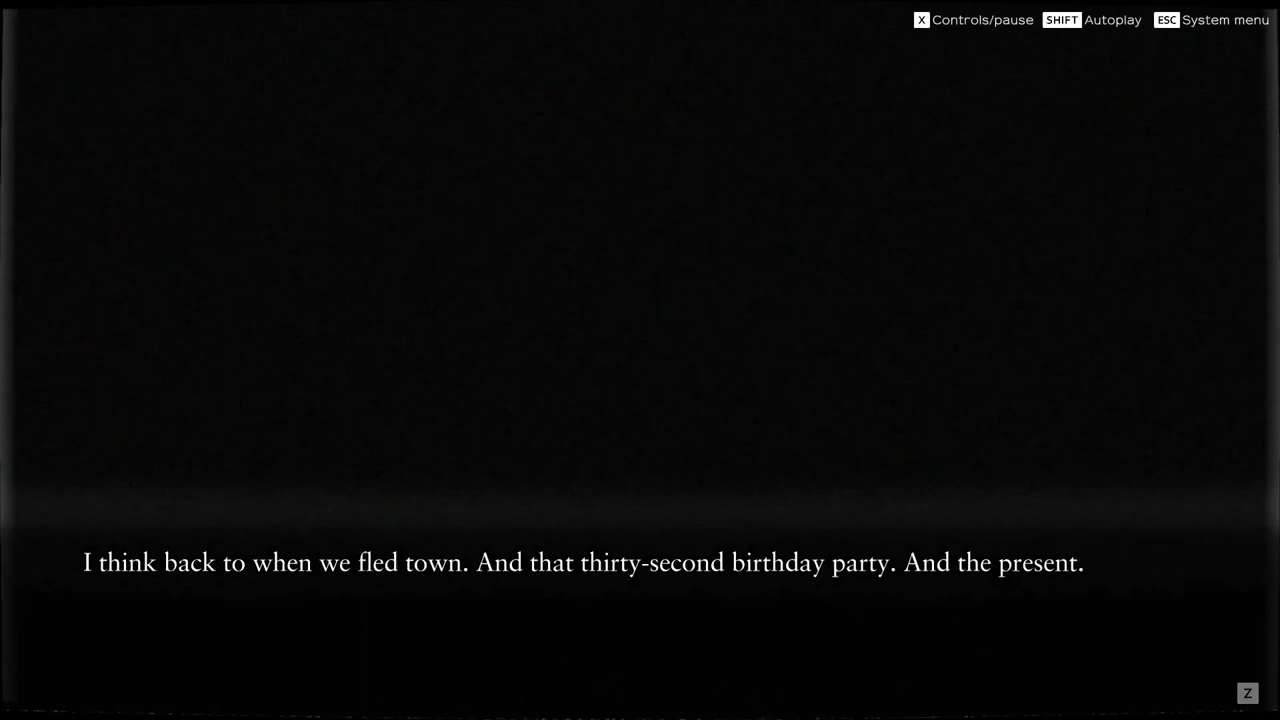 X Controls/pause SHIFT Autoplay ESC System menu
I think back to when we fled town. And that thirty-second birthday party. And the present.
Z